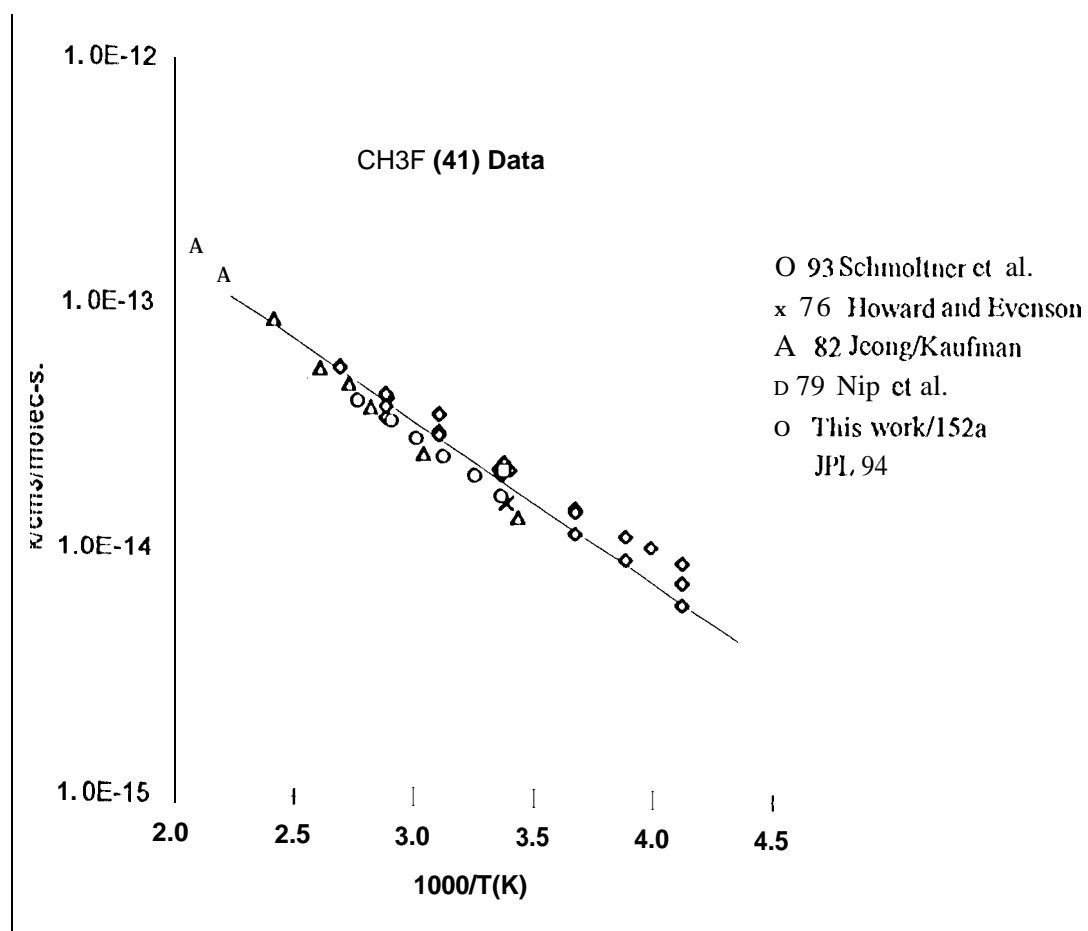 1.0E-12
CH3F (41) Data
O 93 Schmoltner et al.
x 76 Howard and Evenson
A 82 Jeong/Kaufman
D 79 Nip et al.
O This work/152a
JPL 94
A
A
1.0E-13
k/cm3/molec-s.
1.0E-14
1.0E-15
2.0 2.5 3.0 3.5 4.0 4.5
1000/T(K)